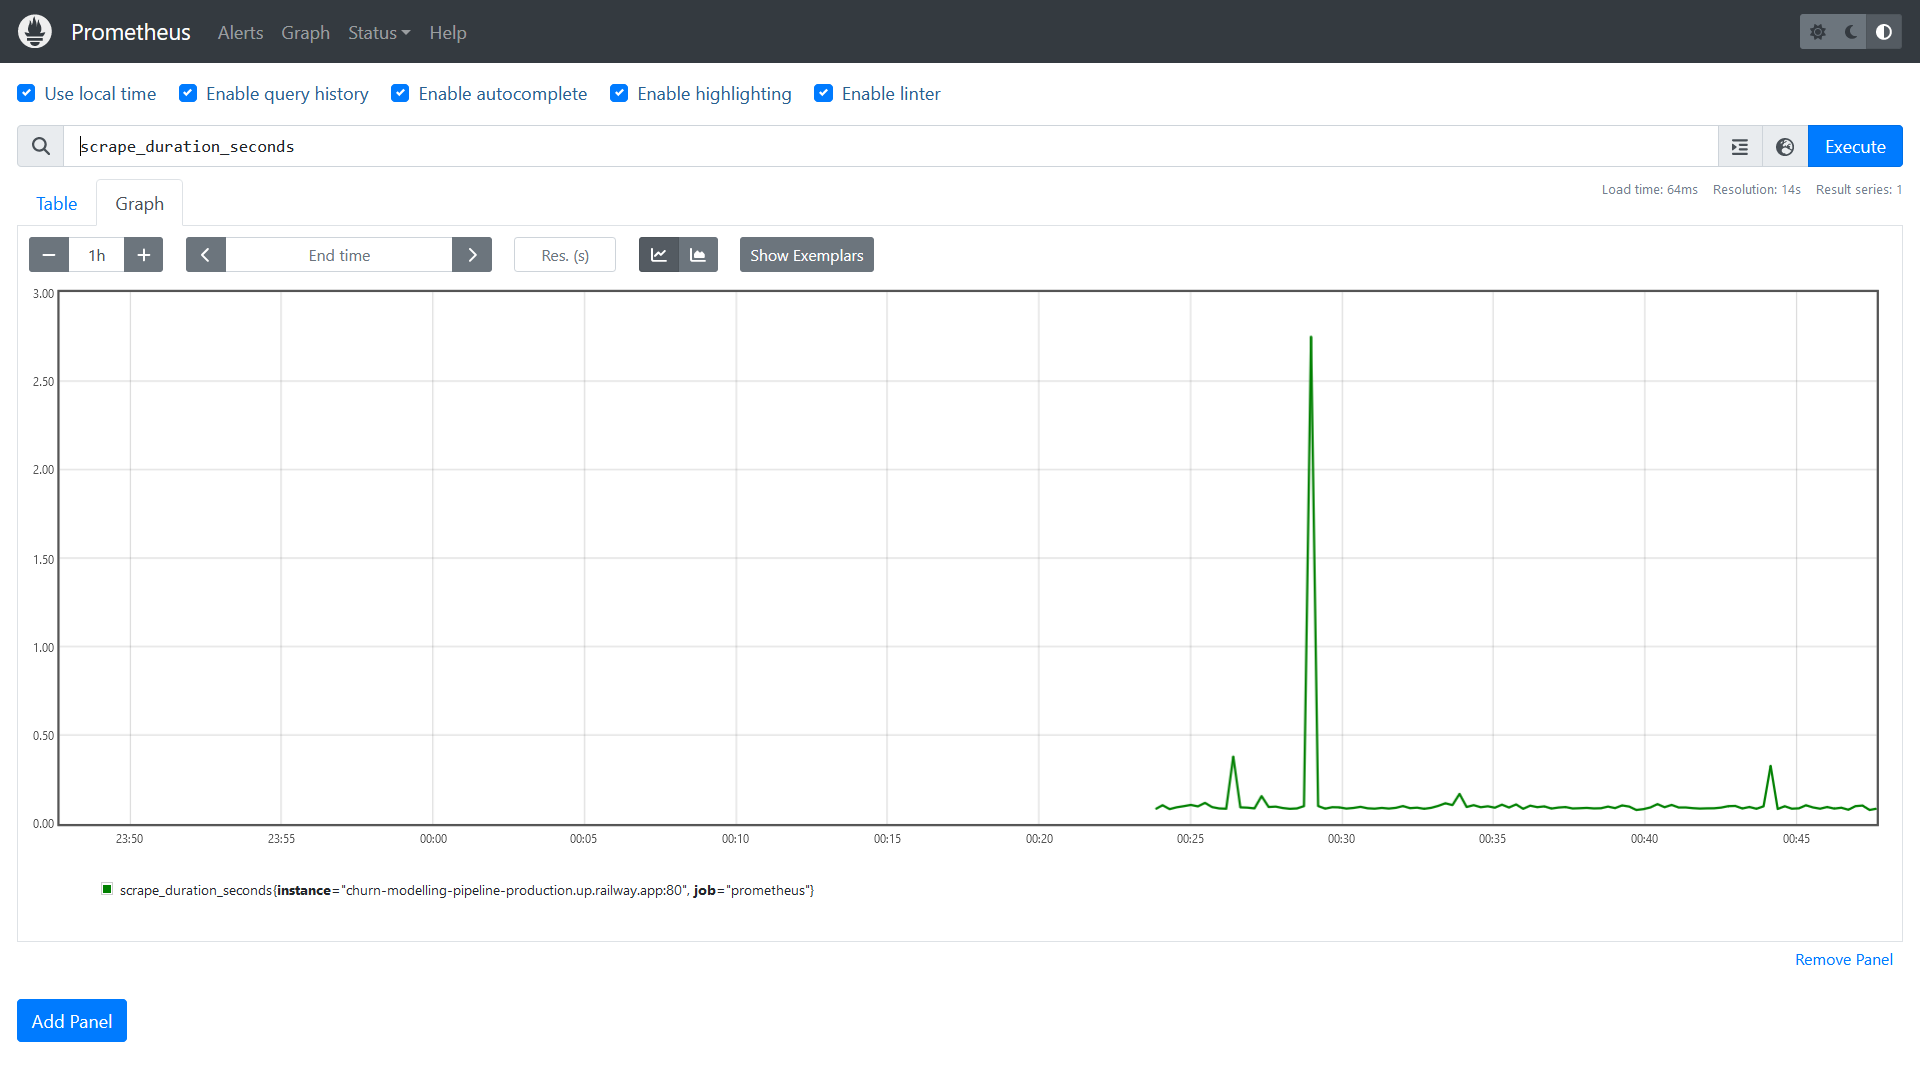 Prometheus Alerts Graph Status Help
Use local time Enable query history Enable autocomplete Enable highlighting Enable linter
scrape_duration_seconds Execute
Table Graph Load time: 64ms Resolution: 14s Result series: 1
1h End time Res. (s) Show Exemplars
3.00
2.50
2.00
1.50
1.00
0.50
0.00
23:50 23:55 00:00 00:05 00:10 00:15 00:20 00:25 00:30 00:35 00:40 00:45
scrape_duration_seconds{instance="churn-modelling-pipeline-production.up.railway.app:80", job="prometheus"}
Remove Panel
Add Panel